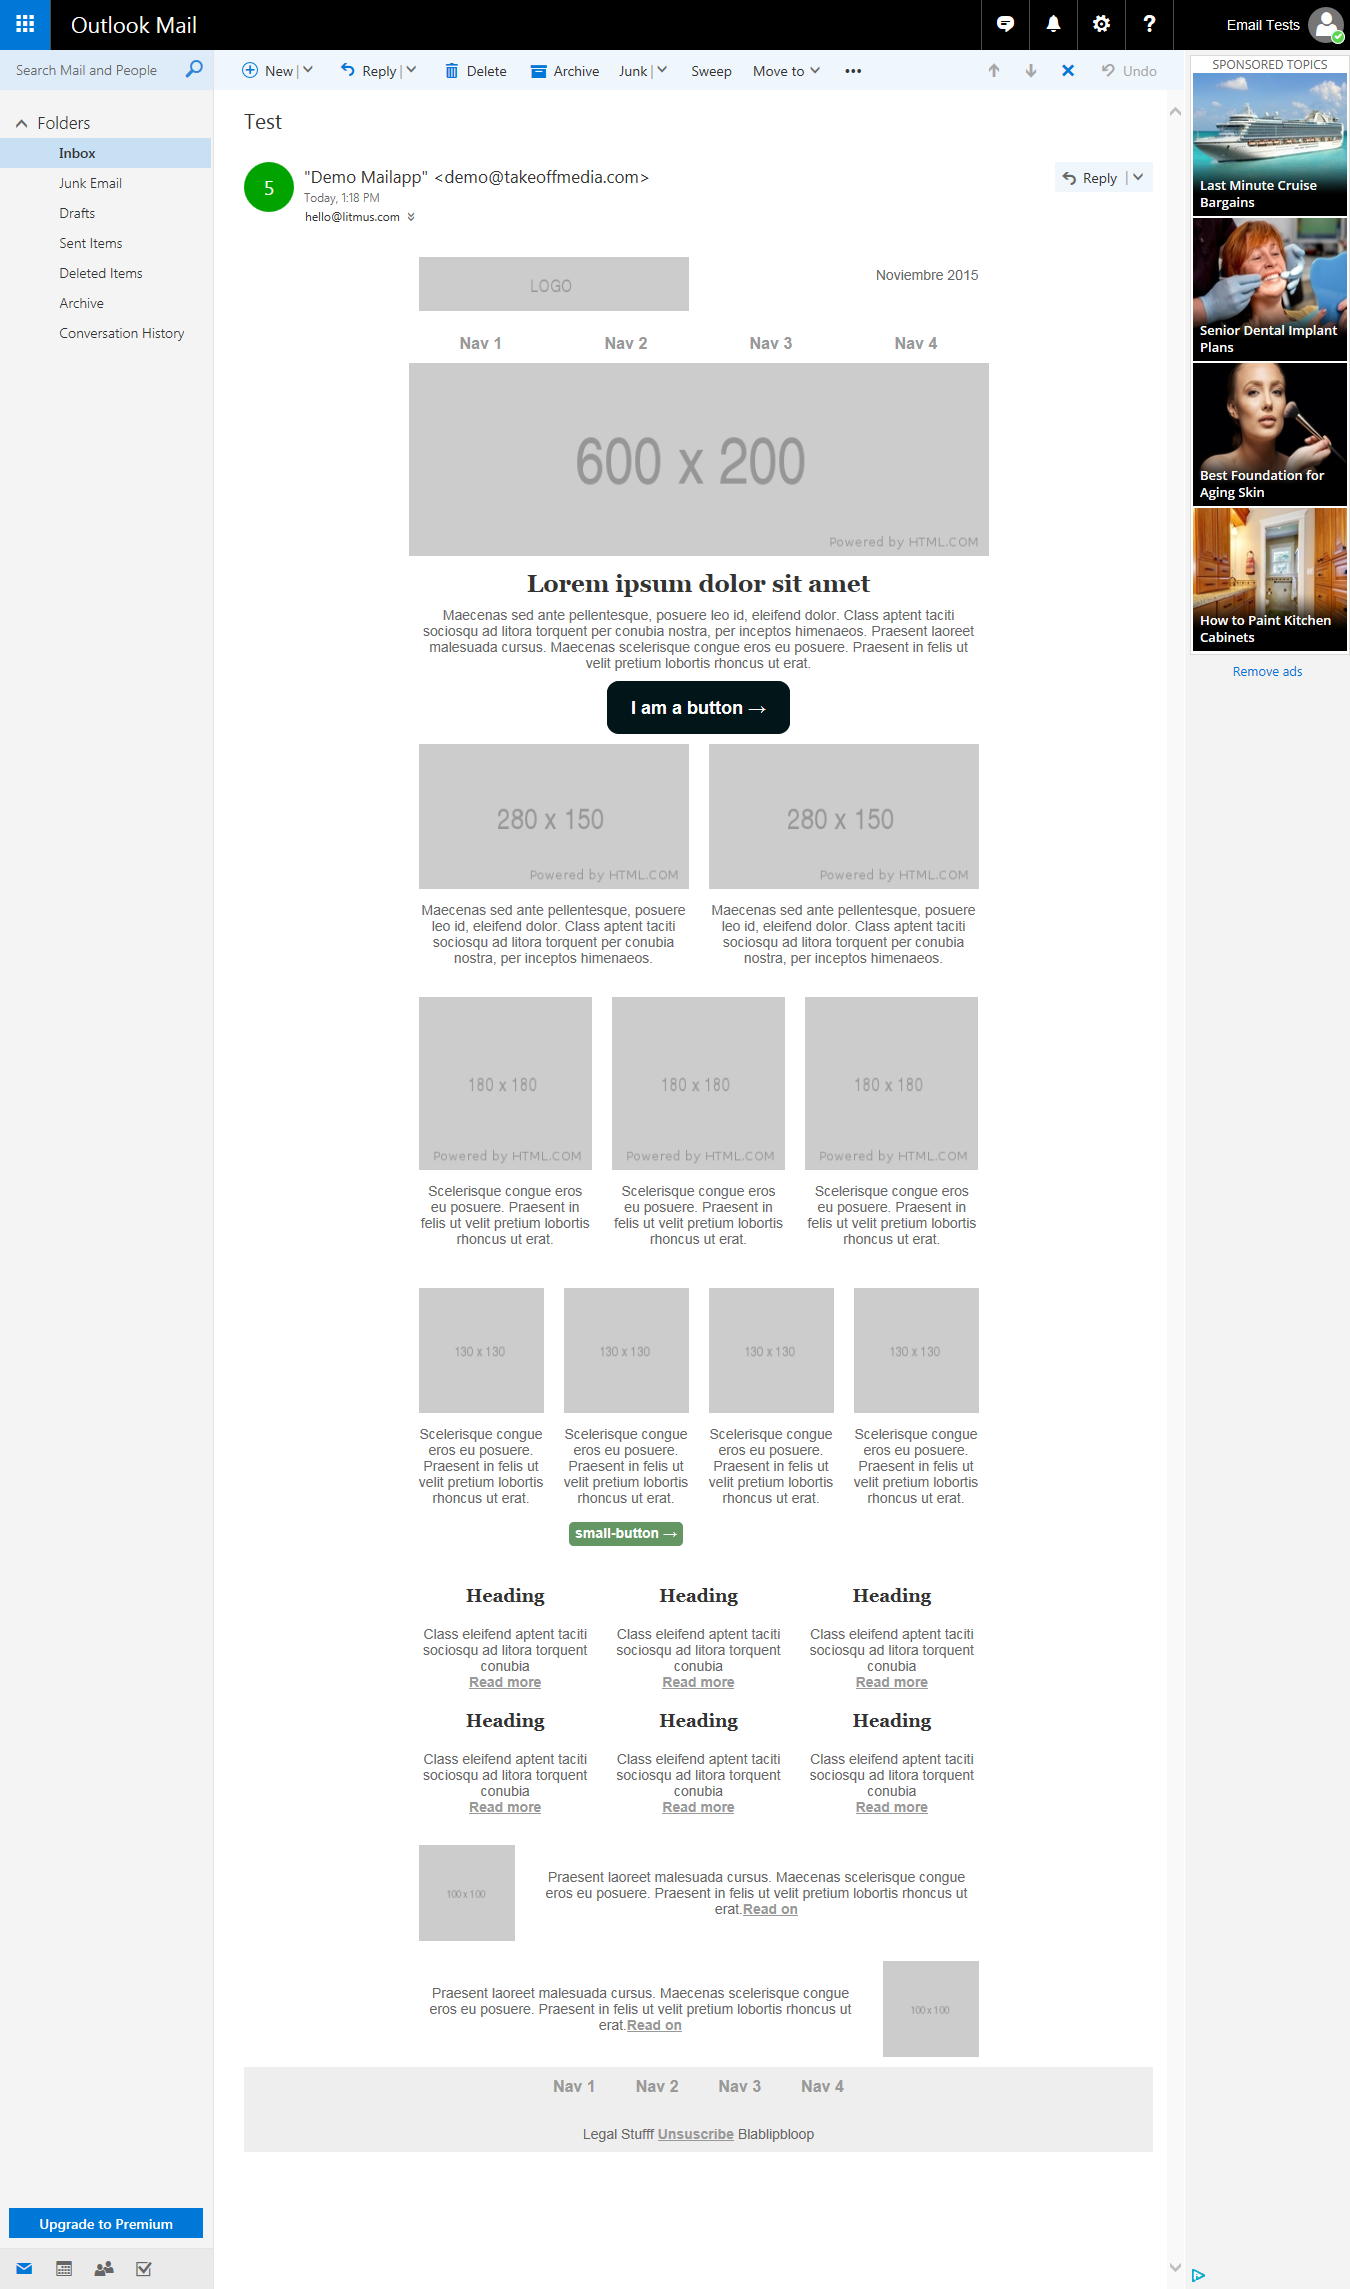 Outlook Mail
?
Email Tests
Search Mail and People
New
Reply
Delete
Archive
Junk
Sweep
Move to
•••
Undo
Folders
Inbox
Junk Email
Drafts
Sent Items
Deleted Items
Archive
Conversation History
Upgrade to Premium
Test
5
"Demo Mailapp" <demo@takeoffmedia.com>
Today, 1:18 PM
hello@litmus.com
Reply
LOGO
Noviembre 2015
Nav 1 Nav 2 Nav 3 Nav 4
600 x 200
Powered by HTML.COM
Lorem ipsum dolor sit amet
Maecenas sed ante pellentesque, posuere leo id, eleifend dolor. Class aptent taciti
sociosqu ad litora torquent per conubia nostra, per inceptos himenaeos. Praesent laoreet
malesuada cursus. Maecenas scelerisque congue eros eu posuere. Praesent in felis ut
velit pretium lobortis rhoncus ut erat.
I am a button →
280 x 150
Powered by HTML.COM
Maecenas sed ante pellentesque, posuere
leo id, eleifend dolor. Class aptent taciti
sociosqu ad litora torquent per conubia
nostra, per inceptos himenaeos.
280 x 150
Powered by HTML.COM
Maecenas sed ante pellentesque, posuere
leo id, eleifend dolor. Class aptent taciti
sociosqu ad litora torquent per conubia
nostra, per inceptos himenaeos.
180 x 180
Powered by HTML.COM
Scelerisque congue eros
eu posuere. Praesent in
felis ut velit pretium lobortis
rhoncus ut erat.
180 x 180
Powered by HTML.COM
Scelerisque congue eros
eu posuere. Praesent in
felis ut velit pretium lobortis
rhoncus ut erat.
180 x 180
Powered by HTML.COM
Scelerisque congue eros
eu posuere. Praesent in
felis ut velit pretium lobortis
rhoncus ut erat.
130 x 130
Scelerisque congue
eros eu posuere.
Praesent in felis ut
velit pretium lobortis
rhoncus ut erat.
130 x 130
Scelerisque congue
eros eu posuere.
Praesent in felis ut
velit pretium lobortis
rhoncus ut erat.
small-button →
130 x 130
Scelerisque congue
eros eu posuere.
Praesent in felis ut
velit pretium lobortis
rhoncus ut erat.
130 x 130
Scelerisque congue
eros eu posuere.
Praesent in felis ut
velit pretium lobortis
rhoncus ut erat.
Heading
Class eleifend aptent taciti
sociosqu ad litora torquent
conubia
Read more
Heading
Class eleifend aptent taciti
sociosqu ad litora torquent
conubia
Read more
Heading
Class eleifend aptent taciti
sociosqu ad litora torquent
conubia
Read more
Heading
Class eleifend aptent taciti
sociosqu ad litora torquent
conubia
Read more
Heading
Class eleifend aptent taciti
sociosqu ad litora torquent
conubia
Read more
Heading
Class eleifend aptent taciti
sociosqu ad litora torquent
conubia
Read more
100 x 100
Praesent laoreet malesuada cursus. Maecenas scelerisque congue
eros eu posuere. Praesent in felis ut velit pretium lobortis rhoncus ut
erat.Read on
Praesent laoreet malesuada cursus. Maecenas scelerisque congue
eros eu posuere. Praesent in felis ut velit pretium lobortis rhoncus ut
erat.Read on
100 x 100
Nav 1 Nav 2 Nav 3 Nav 4
Legal Stufff Unsuscribe Blablipbloop
SPONSORED TOPICS
Last Minute Cruise
Bargains
Senior Dental Implant
Plans
Best Foundation for
Aging Skin
How to Paint Kitchen
Cabinets
Remove ads